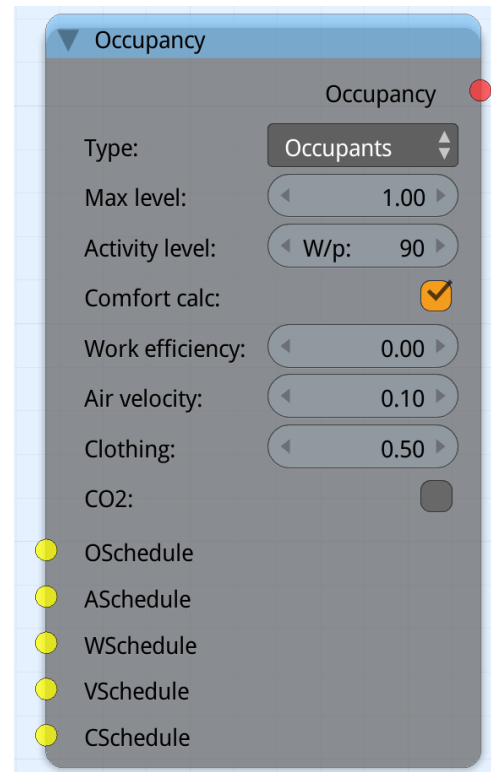 Occupancy
Occupancy
Type: Occupants
Max level: 1.00
Activity level: W/p: 90
Comfort calc:
Work efficiency: 0.00
Air velocity: 0.10
Clothing: 0.50
CO2:
OSchedule
ASchedule
WSchedule
VSchedule
CSchedule